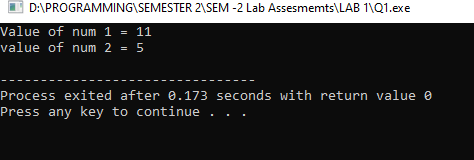 D:\PROGRAMMING\SEMESTER 2\SEM -2 Lab Assesmemts\LAB 1\Q1.exe
Value of num 1 = 11
value of num 2 = 5
--------------------------------
Process exited after 0.173 seconds with return value 0
Press any key to continue . . .